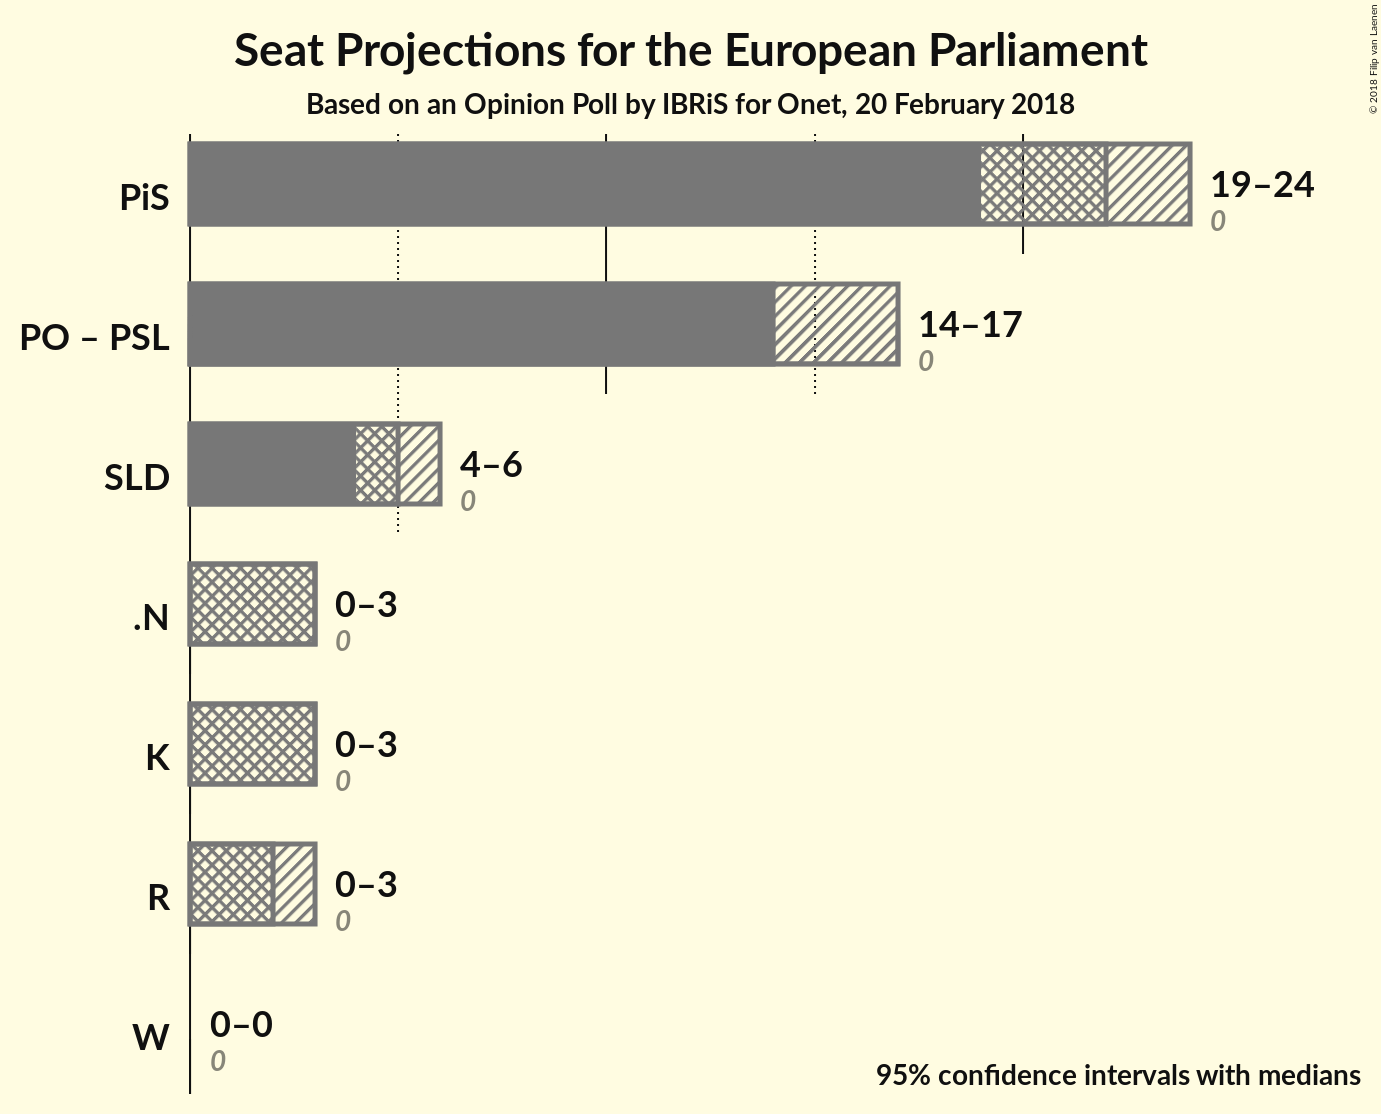 Seat Projections for the European Parliament
Based on an Opinion Poll by IBRiS for Onet, 20 February 2018
© 2018 Filip van Laenen
PiS
19–24
0
PO – PSL
14–17
0
SLD
4–6
0
.N
0–3
0
K
0–3
0
R
0–3
0
W
0–0
0
95% confidence intervals with medians